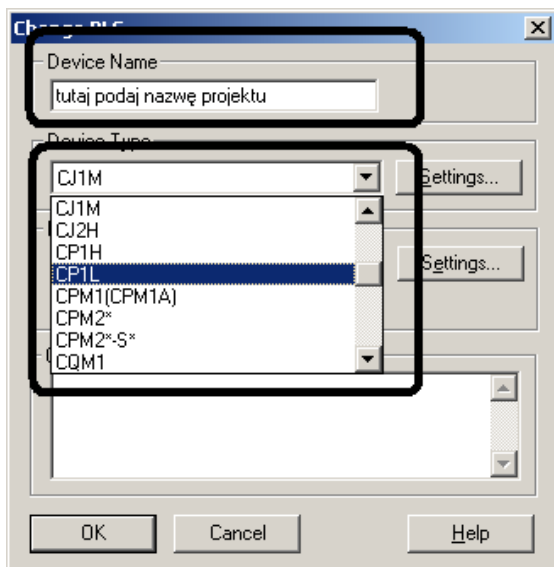 Change PLC
Device Name
tutaj podaj nazwę projektu
Device Type
CJ1M
Settings...
CJ1M
CJ2H
CP1H
CP1L
Settings...
CPM1(CPM1A)
CPM2*
CPM2*-S*
CQM1
OK
Cancel
Help